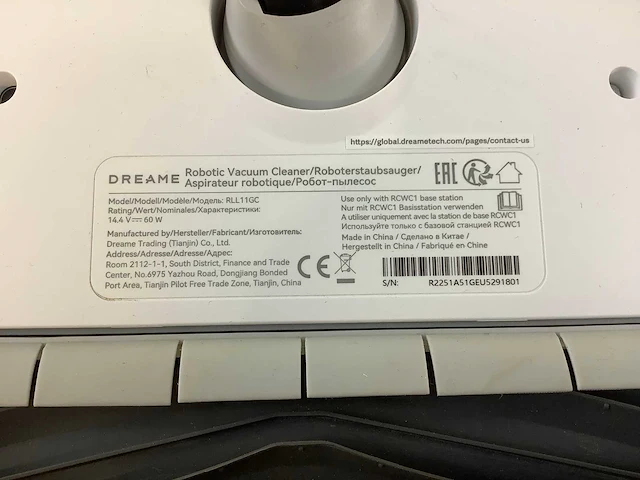 https://global.dreametech.com/pages/contact-us
DREAME Robotic Vacuum Cleaner/Roboterstaubsauger/
Aspirateur robotique/Робот-пылесос
EAC
Model/Modell/Modèle/Модель: RLL11GC
Rating/Wert/Nominales/Характеристики:
14.4 V⎓ 60 W
Manufactured by/Hersteller/Fabricant/Изготовитель:
Dreame Trading (Tianjin) Co., Ltd.
Address/Adresse/Adresse/Адрес:
Room 2112-1-1, South District, Finance and Trade
Center, No.6975 Yazhou Road, Dongjiang Bonded
Port Area, Tianjin Pilot Free Trade Zone, Tianjin, China
CE
Use only with RCWC1 base station
Nur mit RCWC1 Basisstation verwenden
A utiliser uniquement avec la station de base RCWC1
Используйте только с базовой станцией RCWC1
Made in China / Сделано в Китае /
Hergestellt in China / Fabriqué en Chine
S/N: R2251A51GEU5291801